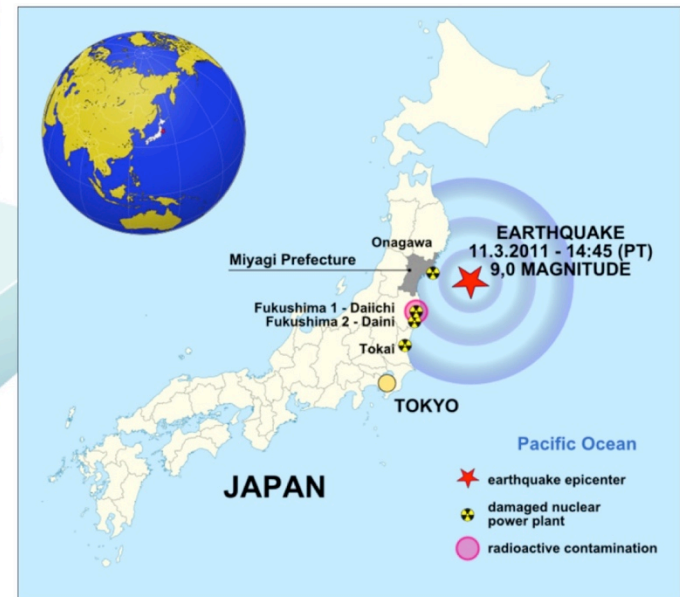 EARTHQUAKE
11.3.2011 - 14:45 (PT)
9,0 MAGNITUDE
Onagawa
Miyagi Prefecture
Fukushima 1 - Daiichi
Fukushima 2 - Daini
Tokai
TOKYO
JAPAN
Pacific Ocean
earthquake epicenter
damaged nuclear
power plant
radioactive contamination